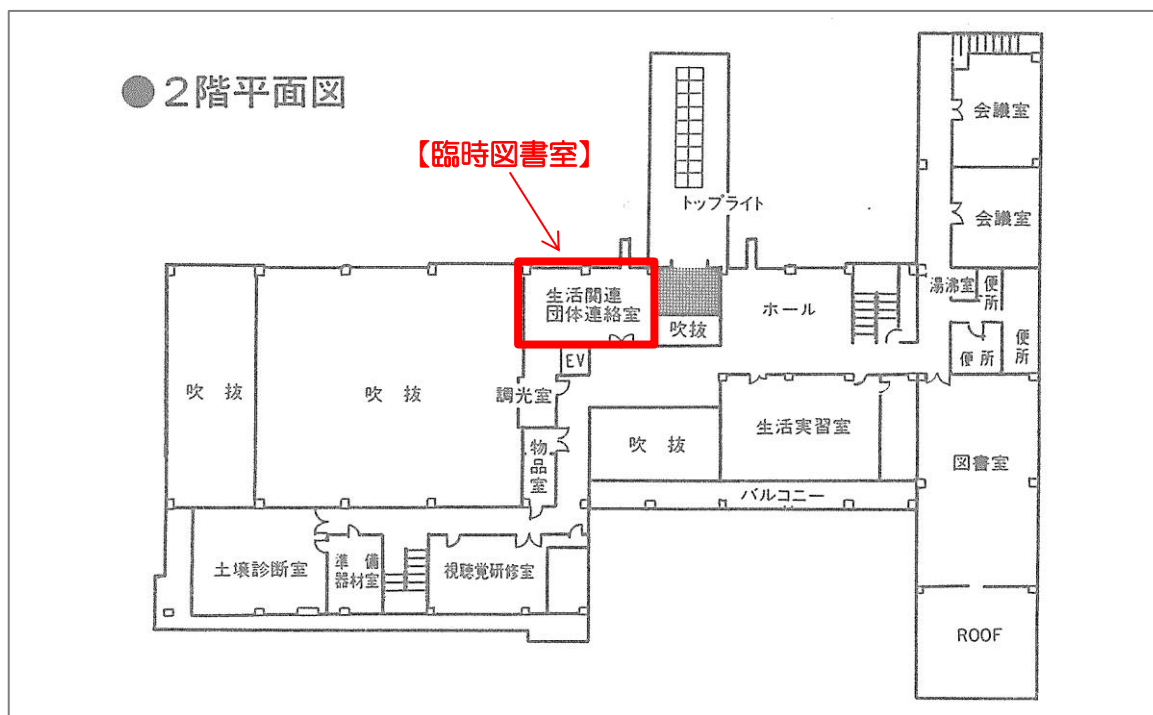 ●2階平面図
【臨時図書室】
トップライト
会議室
会議室
生活関連
団体連絡室
吹抜
ホール
湯沸室
便所
便所
便所
EV
調光室
吹抜
吹抜
物品室
吹抜
生活実習室
図書室
バルコニー
土壌診断室
準備
器材室
視聴覚研修室
ROOF